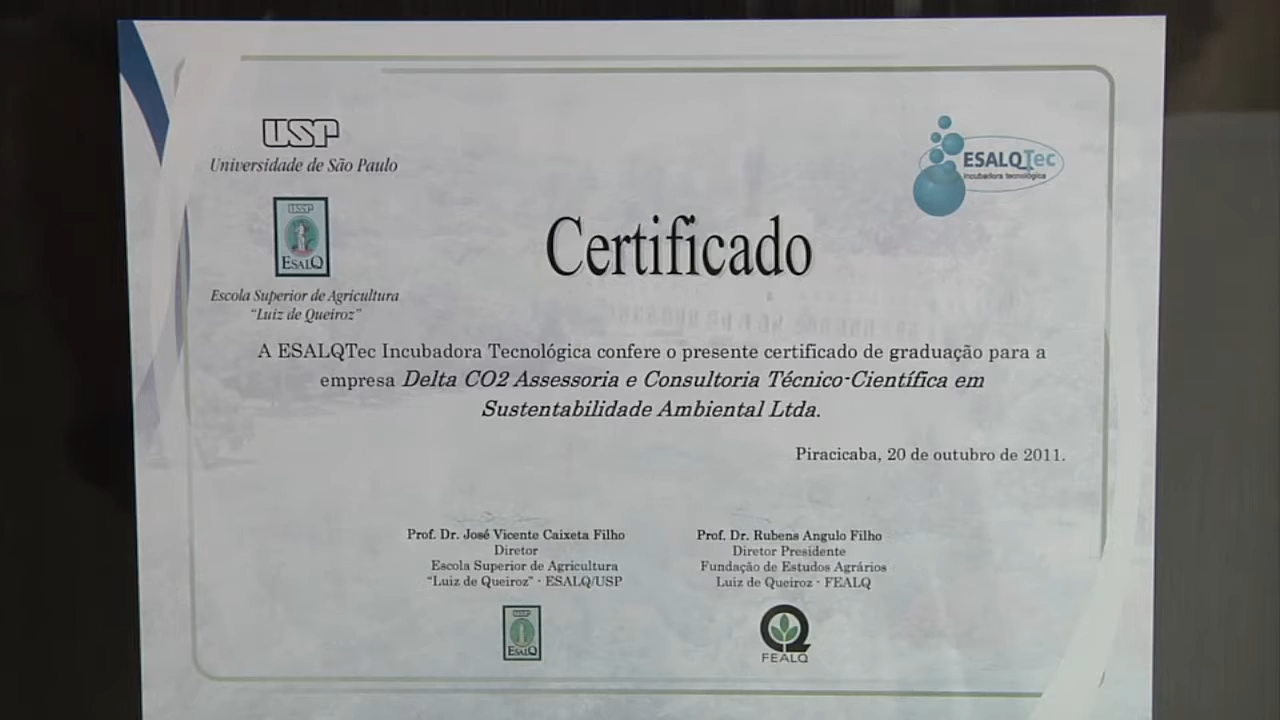 USP
Universidade de São Paulo
USP
ESALQ
Escola Superior de Agricultura
“Luiz de Queiroz”
ESALQTec
incubadora tecnológica
Certificado
A ESALQTec Incubadora Tecnológica confere o presente certificado de graduação para a
empresa Delta CO2 Assessoria e Consultoria Técnico-Científica em
Sustentabilidade Ambiental Ltda.
Piracicaba, 20 de outubro de 2011.
Prof. Dr. José Vicente Caixeta Filho
Diretor
Escola Superior de Agricultura
“Luiz de Queiroz” - ESALQ/USP
USP
ESALQ
Prof. Dr. Rubens Angulo Filho
Diretor Presidente
Fundação de Estudos Agrários
Luiz de Queiroz - FEALQ
FEALQ